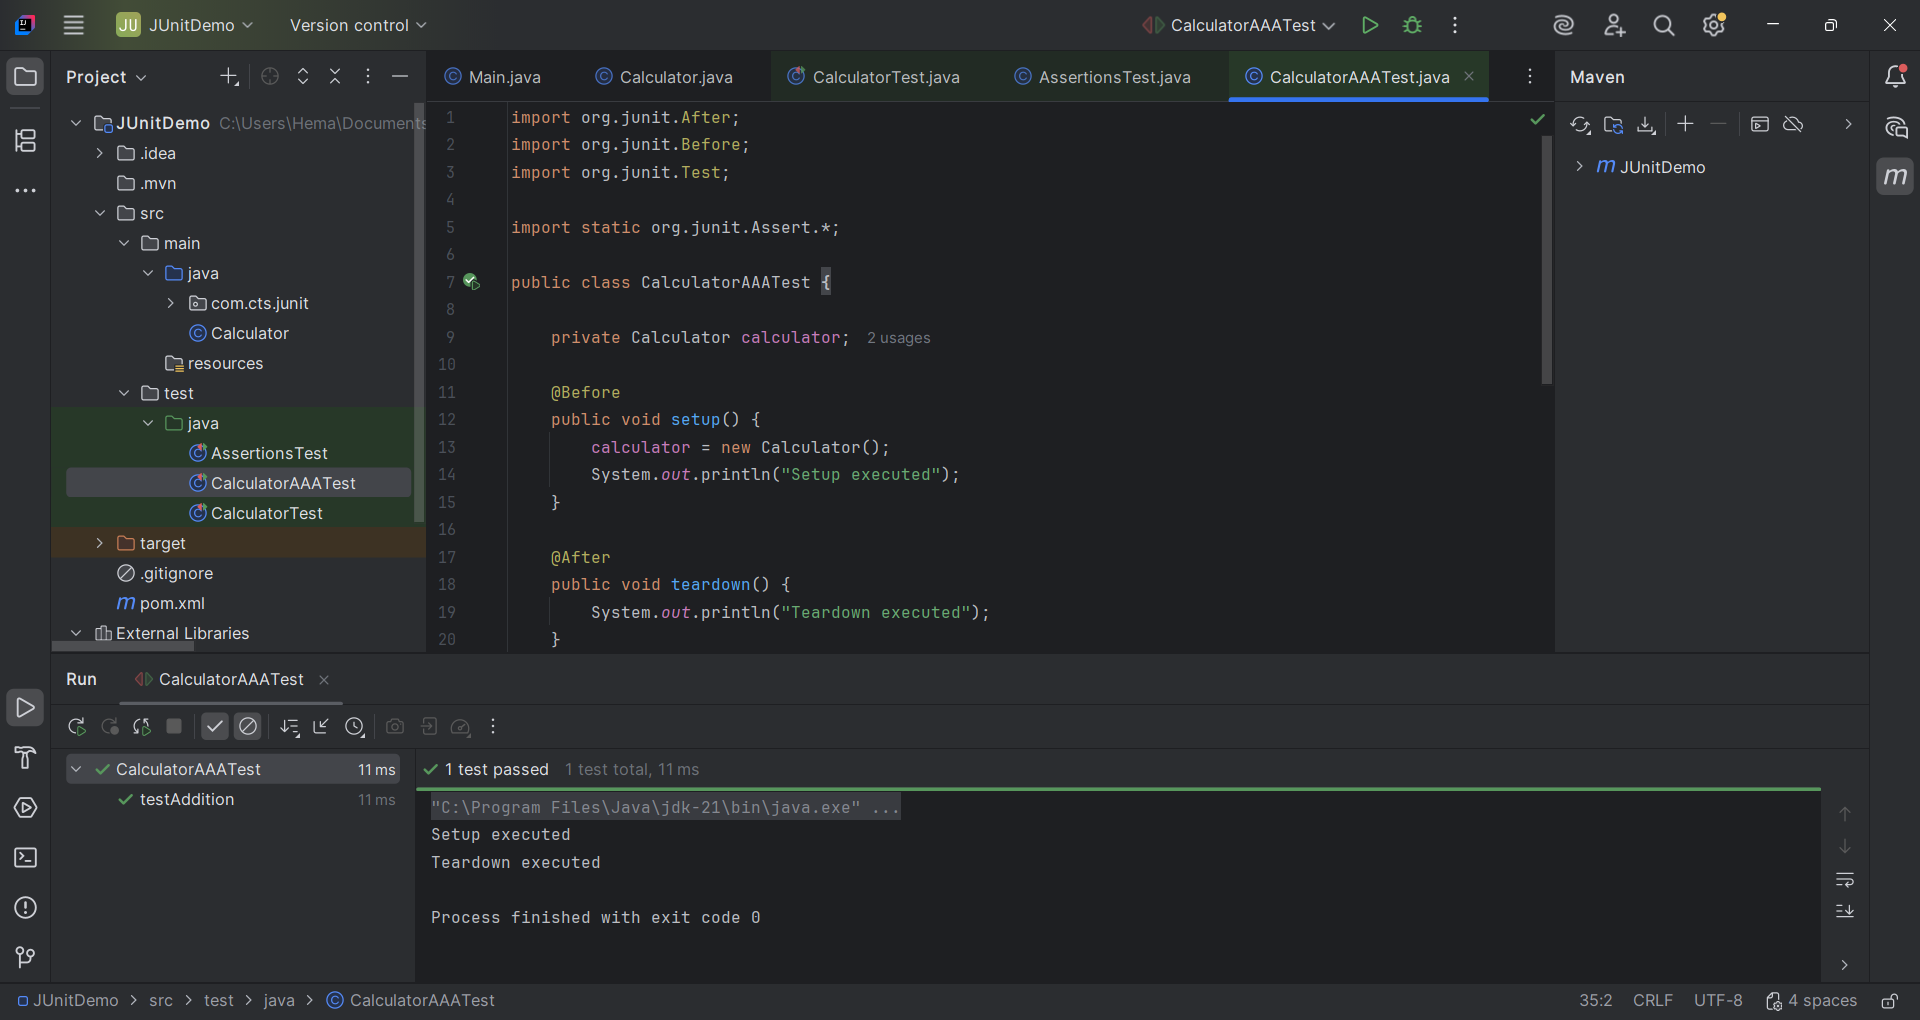 JU JUnitDemo Version control CalculatorAAATest
Project
Main.java Calculator.java CalculatorTest.java AssertionsTest.java CalculatorAAATest.java
Maven
JUnitDemo C:\Users\Hema\Documents
.idea
.mvn
src
main
java
com.cts.junit
Calculator
resources
test
java
AssertionsTest
CalculatorAAATest
CalculatorTest
target
.gitignore
m pom.xml
External Libraries
1 import org.junit.After;
2 import org.junit.Before;
3 import org.junit.Test;
4
5 import static org.junit.Assert.*;
6
7 public class CalculatorAAATest {
8
9 private Calculator calculator; 2 usages
10
11 @Before
12 public void setup() {
13 calculator = new Calculator();
14 System.out.println("Setup executed");
15 }
16
17 @After
18 public void teardown() {
19 System.out.println("Teardown executed");
20 }
m JUnitDemo
m
Run CalculatorAAATest
CalculatorAAATest 11 ms
testAddition 11 ms
1 test passed 1 test total, 11 ms
"C:\Program Files\Java\jdk-21\bin\java.exe" ...
Setup executed
Teardown executed
Process finished with exit code 0
JUnitDemo > src > test > java > CalculatorAAATest
35:2 CRLF UTF-8 4 spaces